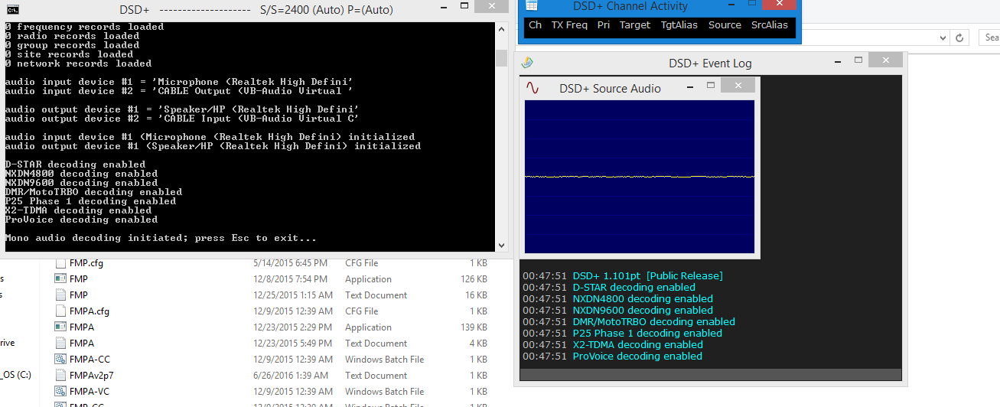 DSD+ -------------------- S/S=2400 (Auto) P=(Auto)
0 frequency records loaded
0 radio records loaded
0 group records loaded
0 site records loaded
0 network records loaded
audio input device #1 = 'Microphone (Realtek High Defini'
audio input device #2 = 'CABLE Output (VB-Audio Virtual '
audio output device #1 = 'Speaker/HP (Realtek High Defini'
audio output device #2 = 'CABLE Input (VB-Audio Virtual C'
audio input device #1 (Microphone (Realtek High Defini) initialized
audio output device #1 (Speaker/HP (Realtek High Defini) initialized
D-STAR decoding enabled
NXDN4800 decoding enabled
NXDN9600 decoding enabled
DMR/MotoTRBO decoding enabled
P25 Phase 1 decoding enabled
X2-TDMA decoding enabled
ProVoice decoding enabled
Mono audio decoding initiated; press Esc to exit...
FMP.cfg 5/14/2015 6:45 PM CFG File 1 KB
FMP 12/8/2015 7:54 PM Application 126 KB
FMP 12/25/2015 1:15 AM Text Document 16 KB
FMPA.cfg 12/9/2015 12:39 AM CFG File 1 KB
FMPA 12/23/2015 2:29 PM Application 139 KB
FMPA 12/23/2015 5:49 PM Text Document 4 KB
FMPA-CC 12/9/2015 12:39 AM Windows Batch File 1 KB
FMPAv2p7 6/26/2016 1:39 AM Text Document 1 KB
FMPA-VC 12/9/2015 12:39 AM Windows Batch File 1 KB
FMP-CC 12/9/2015 12:39 AM Windows Batch File 1 KB
s
s
rive
_OS (C:)
DSD+ Channel Activity
Ch TX Freq Pri Target TgtAlias Source SrcAlias
Sea
DSD+ Event Log
DSD+ Source Audio
00:47:51 DSD+ 1.101pt [Public Release]
00:47:51 D-STAR decoding enabled
00:47:51 NXDN4800 decoding enabled
00:47:51 NXDN9600 decoding enabled
00:47:51 DMR/MotoTRBO decoding enabled
00:47:51 P25 Phase 1 decoding enabled
00:47:51 X2-TDMA decoding enabled
00:47:51 ProVoice decoding enabled